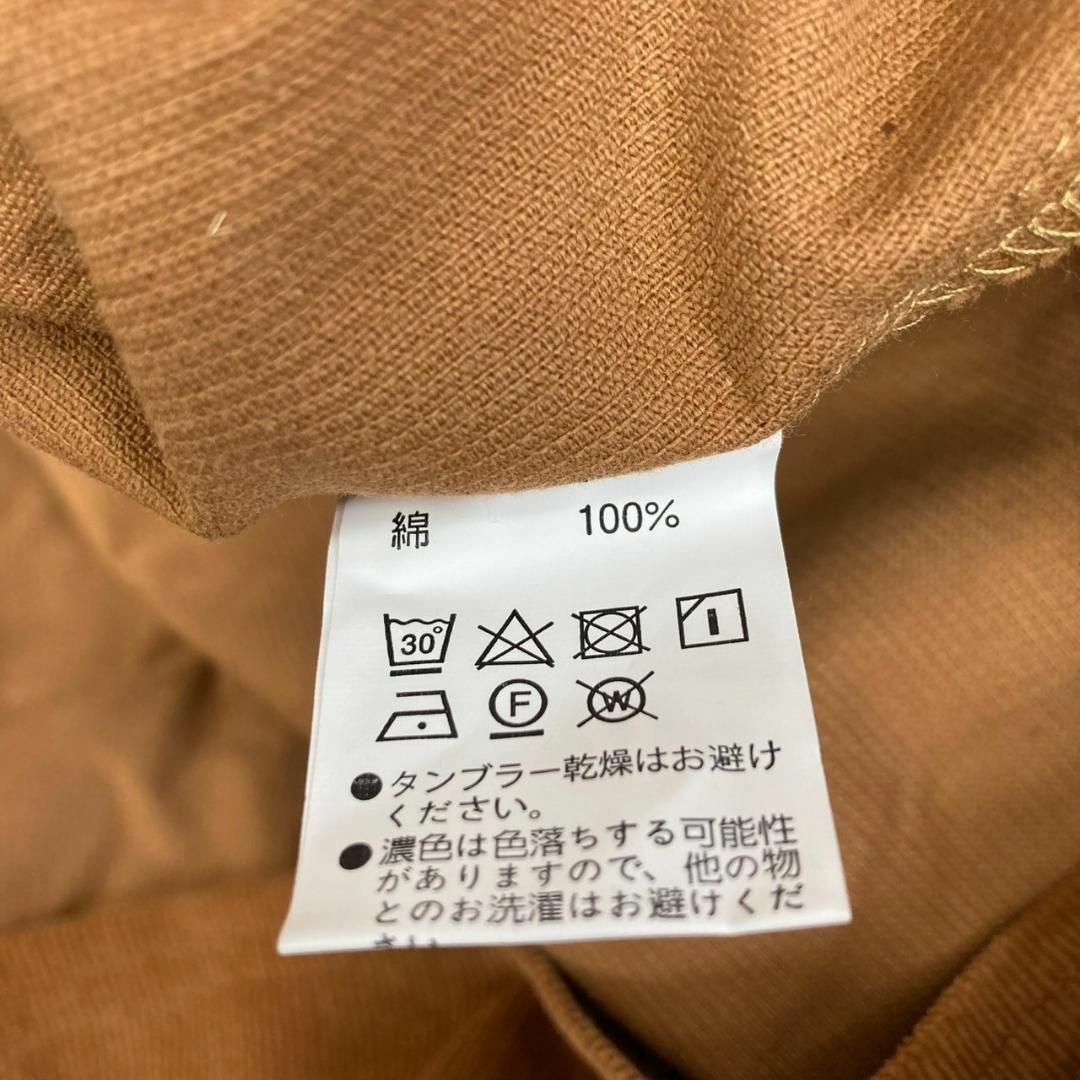 綿 100%
30°
F W
●タンブラー乾燥はお避け
ください。
●濃色は色落ちする可能性
がありますので、他の物
とのお洗濯はお避けくだ
さい